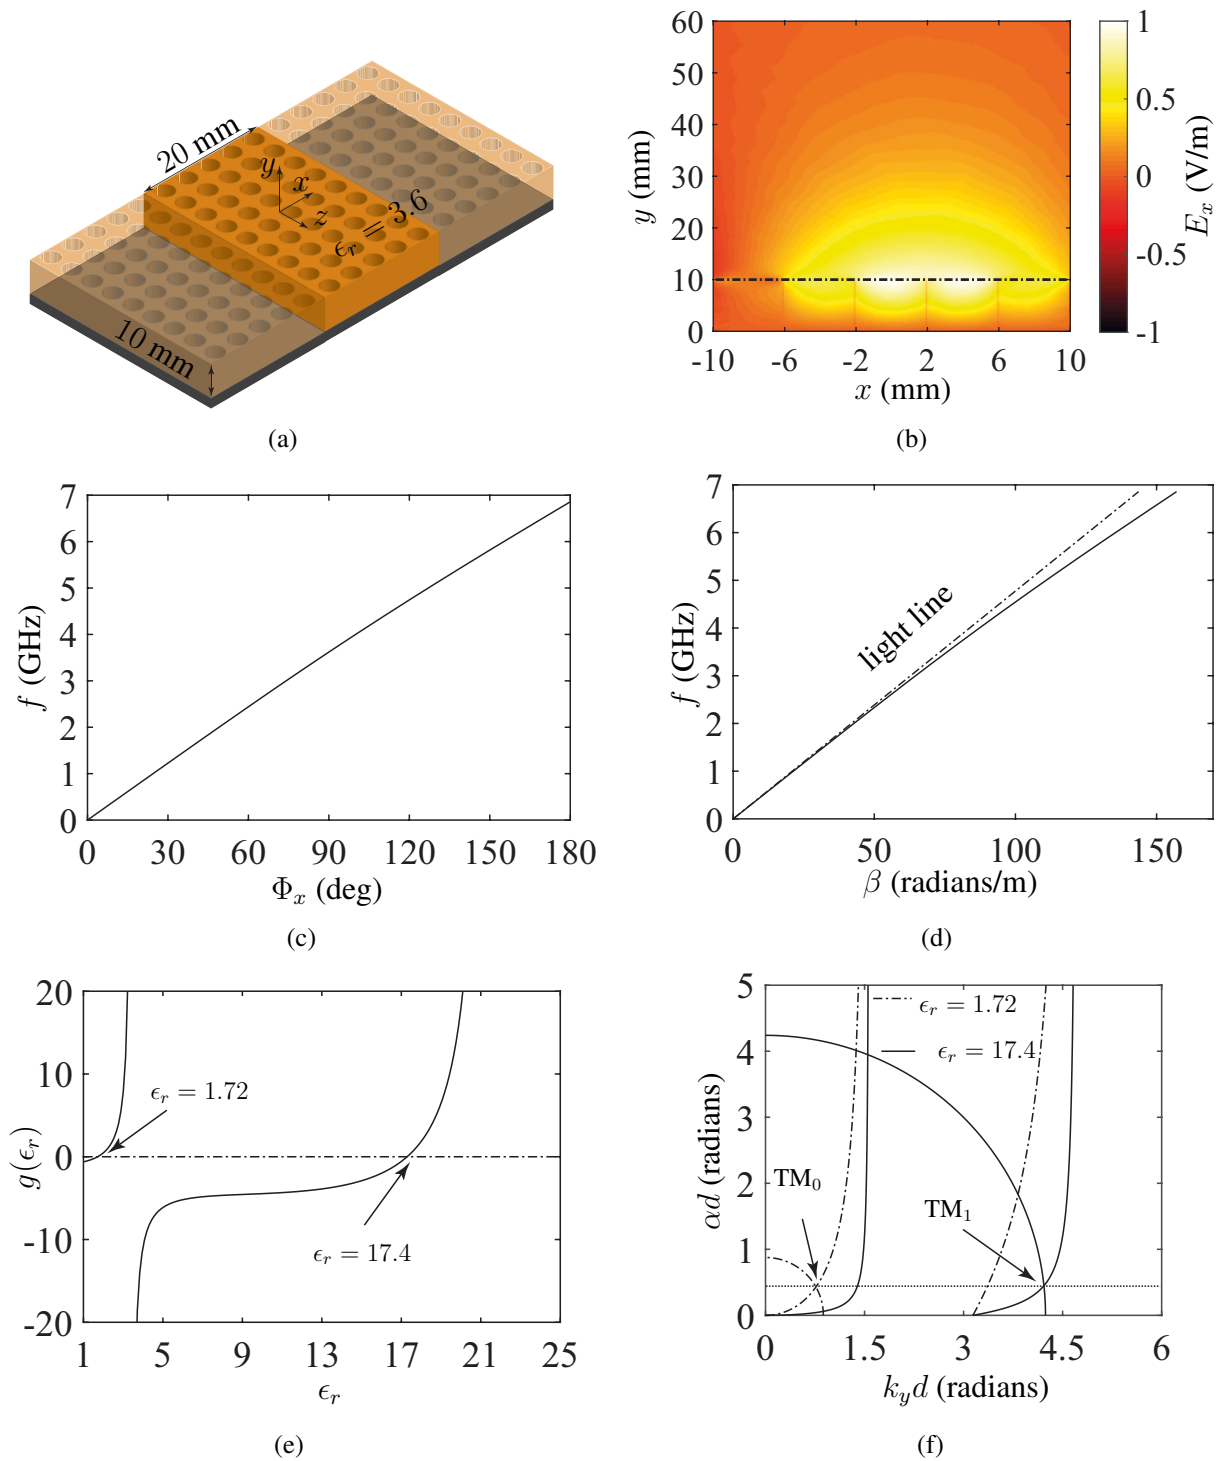 20 mm
y
x
z
ϵr = 3.6
10 mm
(a)
60
50
40
30
20
10
0
y (mm)
-10 -6 -2 2 6 10
x (mm)
1
0.5
0
-0.5
-1
Ex (V/m)
(b)
7
6
5
4
3
2
1
0
f (GHz)
0 30 60 90 120 150 180
Φx (deg)
(c)
7
6
5
4
3
2
1
0
f (GHz)
light line
0 50 100 150
β (radians/m)
(d)
20
10
0
-10
-20
g(ϵr)
ϵr = 1.72
ϵr = 17.4
1 5 9 13 17 21 25
ϵr
(e)
5
4
3
2
1
0
αd (radians)
ϵr = 1.72
ϵr = 17.4
TM0
TM1
0 1.5 3 4.5 6
kyd (radians)
(f)